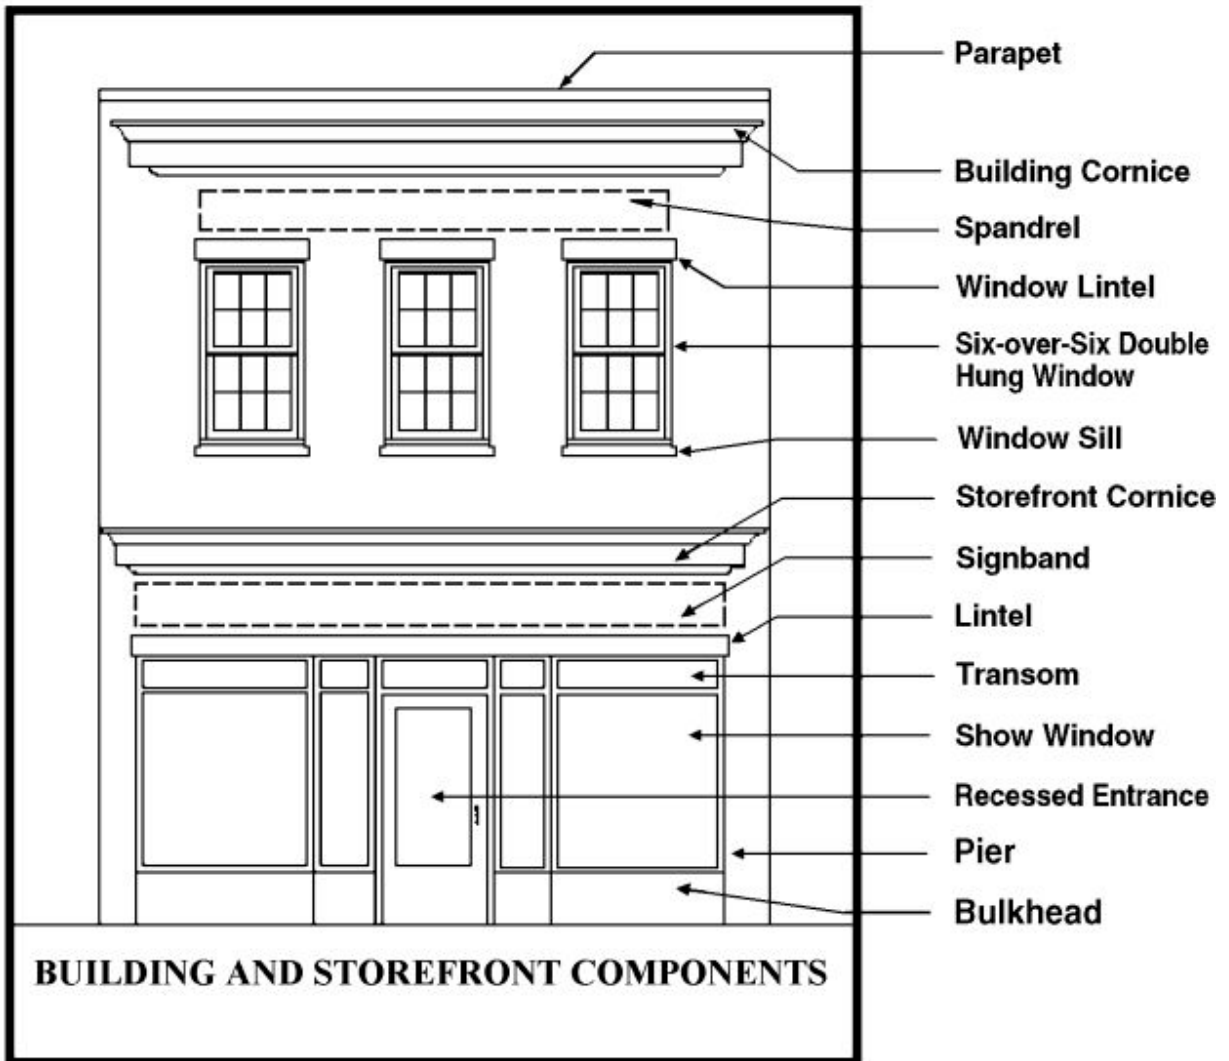 Parapet
Building Cornice
Spandrel
Window Lintel
Six-over-Six Double
Hung Window
Window Sill
Storefront Cornice
Signband
Lintel
Transom
Show Window
Recessed Entrance
Pier
Bulkhead
BUILDING AND STOREFRONT COMPONENTS